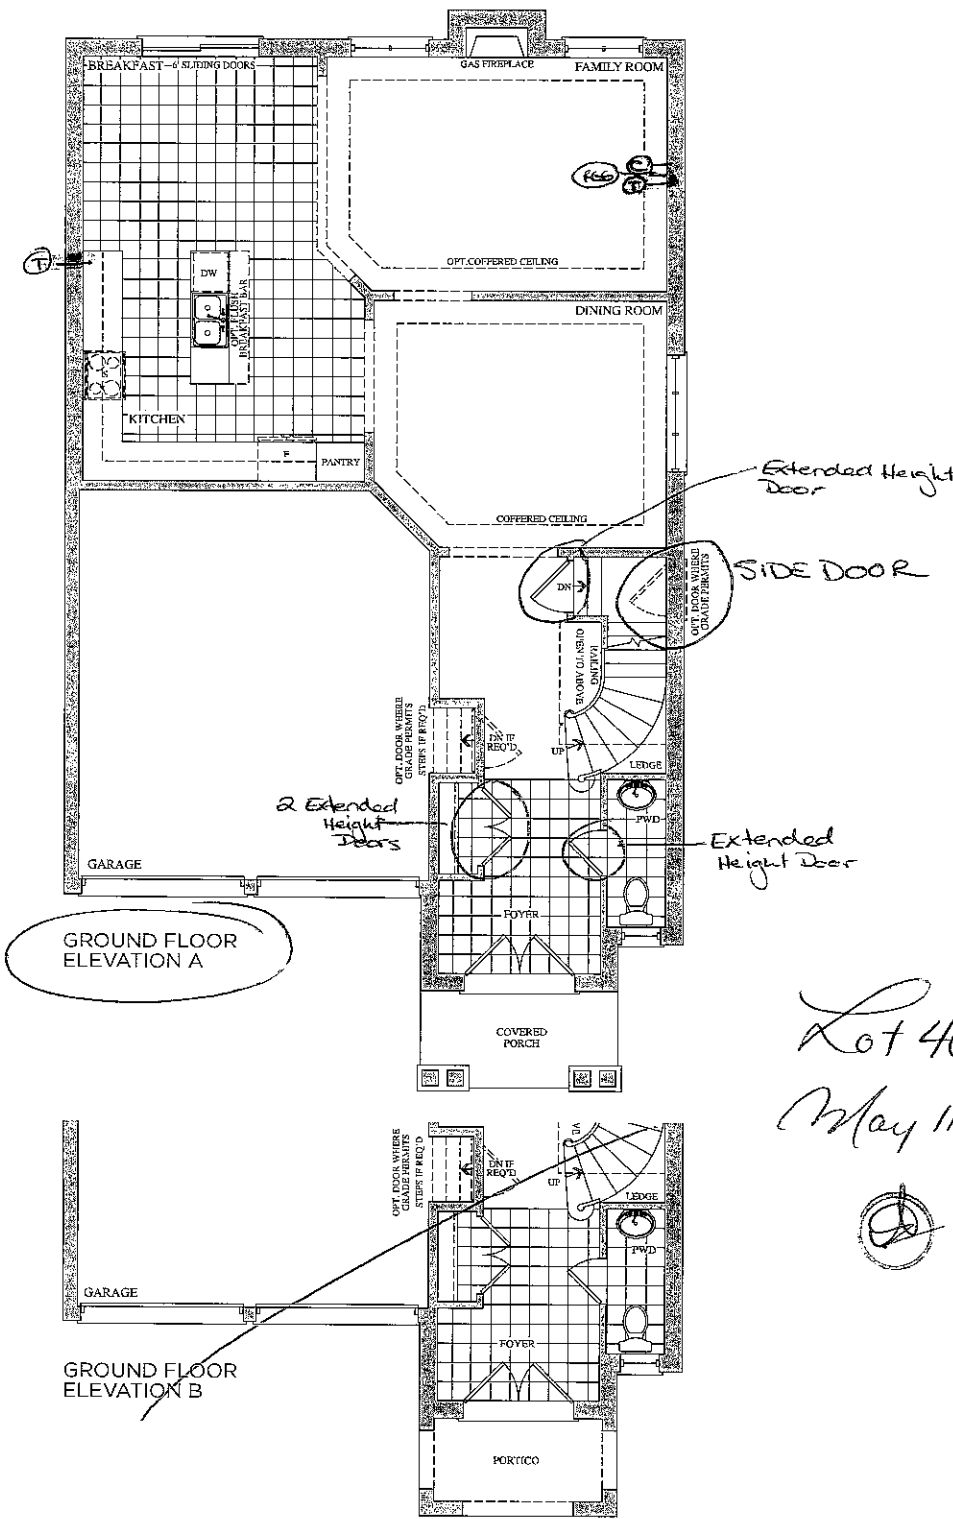 BREAKFAST
6' SLIDING DOORS
GAS FIREPLACE
FAMILY ROOM
C
RGG
T
T
OPT. COFFERED CEILING
DW
OPT. FLUSH
BREAKFAST BAR
DINING ROOM
KITCHEN
F
PANTRY
COFFERED CEILING
Extended Height
Door
DN
OPT. DOOR WHERE
GRADE PERMITS
SIDE DOOR
RAILING
OPEN TO ABOVE
OPT. DOOR WHERE
GRADE PERMITS
STEPS IF REQ'D
DN IF
REQ'D
UP
LEDGE
2 Extended
Height
Doors
PWD
Extended
Height Door
GARAGE
FOYER
GROUND FLOOR
ELEVATION A
COVERED
PORCH
Lot 40
May 11
OPT. DOOR WHERE
GRADE PERMITS
STEPS IF REQ'D
DN IF
REQ'D
UP
LEDGE
PWD
GARAGE
FOYER
GROUND FLOOR
ELEVATION B
PORTICO